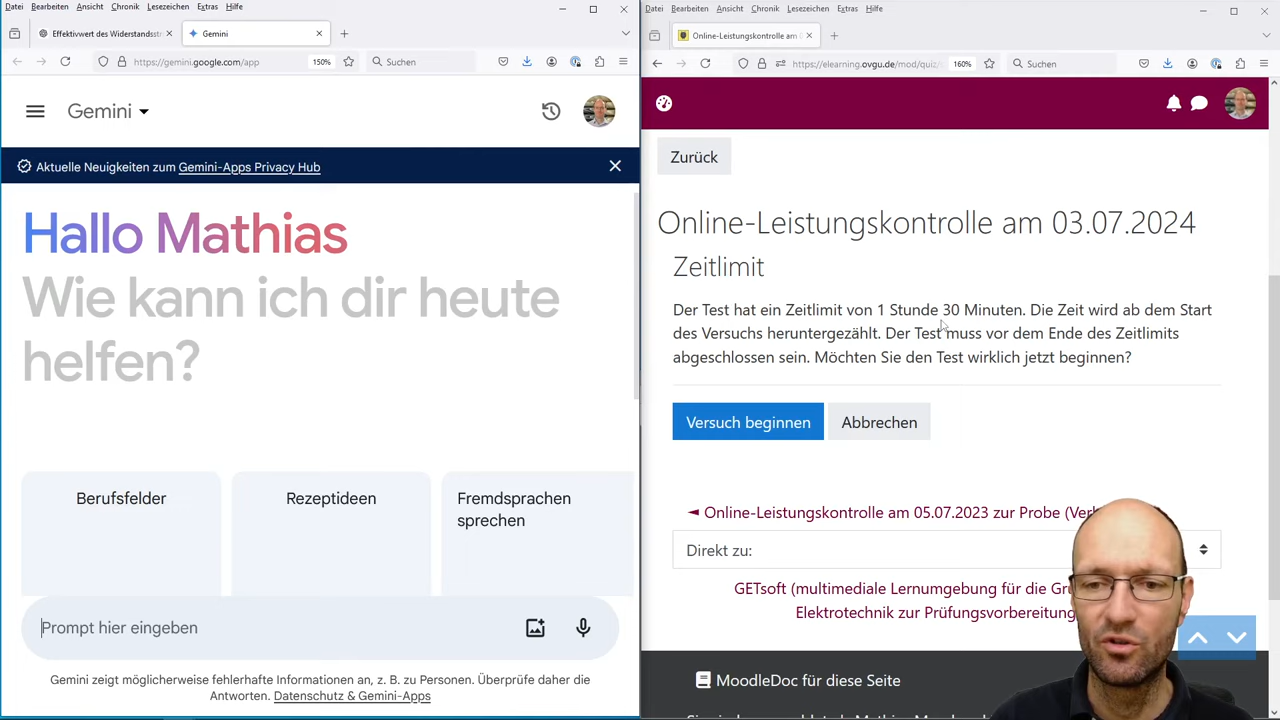 Datei Bearbeiten Ansicht Chronik Lesezeichen Extras Hilfe
Effektivwert des Widerstandsstr
Gemini
https://gemini.google.com/app
150%
Suchen
Gemini
Aktuelle Neuigkeiten zum Gemini-Apps Privacy Hub
Hallo Mathias
Wie kann ich dir heute
helfen?
Berufsfelder
Rezeptideen
Fremdsprachen
sprechen
Prompt hier eingeben
Gemini zeigt möglicherweise fehlerhafte Informationen an, z. B. zu Personen. Überprüfe daher die
Antworten. Datenschutz & Gemini-Apps
Datei Bearbeiten Ansicht Chronik Lesezeichen Extras Hilfe
Online-Leistungskontrolle am
https://elearning.ovgu.de/mod/quiz/
160%
Suchen
Zurück
Online-Leistungskontrolle am 03.07.2024
Zeitlimit
Der Test hat ein Zeitlimit von 1 Stunde 30 Minuten. Die Zeit wird ab dem Start
des Versuchs heruntergezählt. Der Test muss vor dem Ende des Zeitlimits
abgeschlossen sein. Möchten Sie den Test wirklich jetzt beginnen?
Versuch beginnen
Abbrechen
◄ Online-Leistungskontrolle am 05.07.2023 zur Probe
Direkt zu:
GETsoft (multimediale Lernumgebung für die
Elektrotechnik zur Prüfungsvorbereitung
MoodleDoc für diese Seite